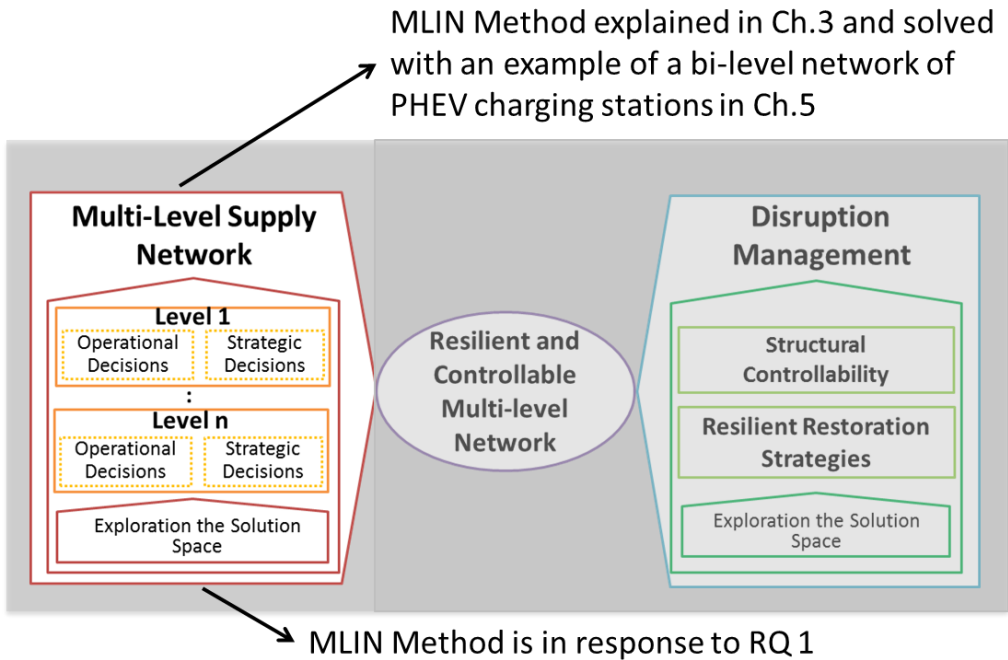 MLIN Method explained in Ch.3 and solved
with an example of a bi-level network of
PHEV charging stations in Ch.5
Multi-Level Supply
Network
Level 1
Operational
Decisions
Strategic
Decisions
:
Level n
Operational
Decisions
Strategic
Decisions
Exploration the Solution
Space
Resilient and
Controllable
Multi-level
Network
Disruption
Management
Structural
Controllability
Resilient Restoration
Strategies
Exploration the Solution
Space
MLIN Method is in response to RQ 1